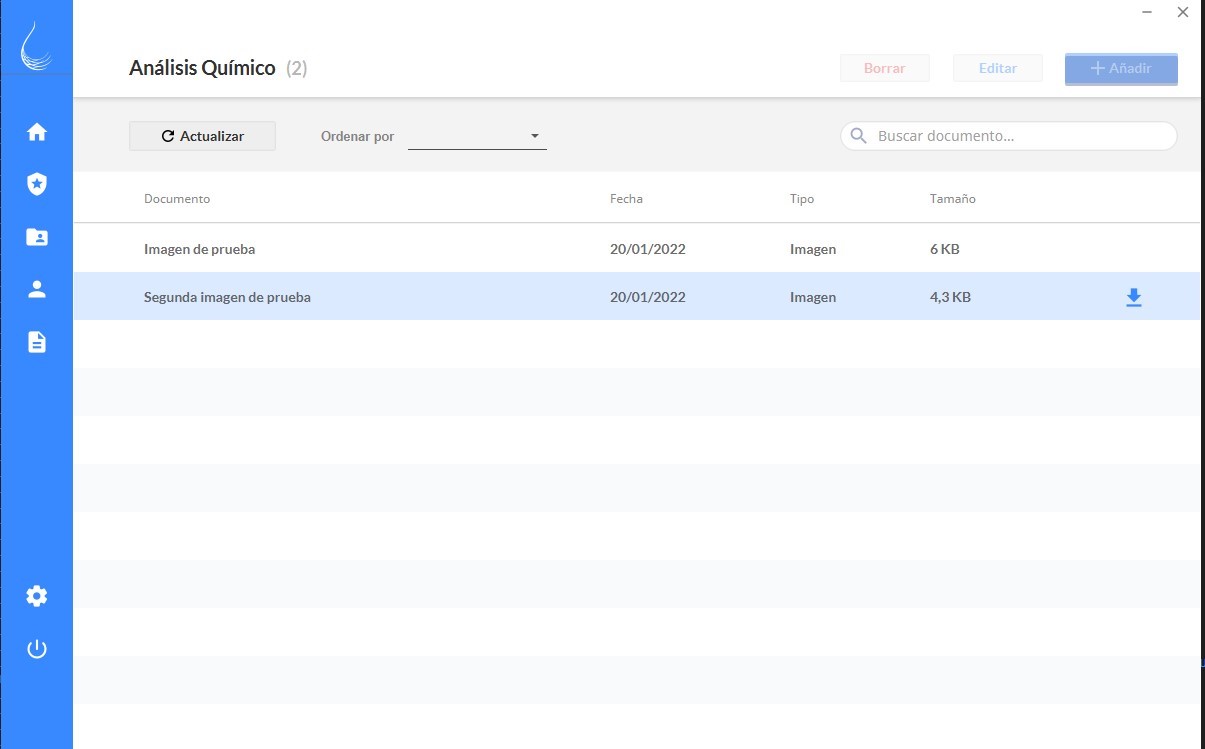 Análisis Químico (2)
Borrar
Editar
Añadir
Actualizar
Ordenar por
Buscar documento...
Documento Fecha Tipo Tamaño
Imagen de prueba 20/01/2022 Imagen 6 KB
Segunda imagen de prueba 20/01/2022 Imagen 4,3 KB